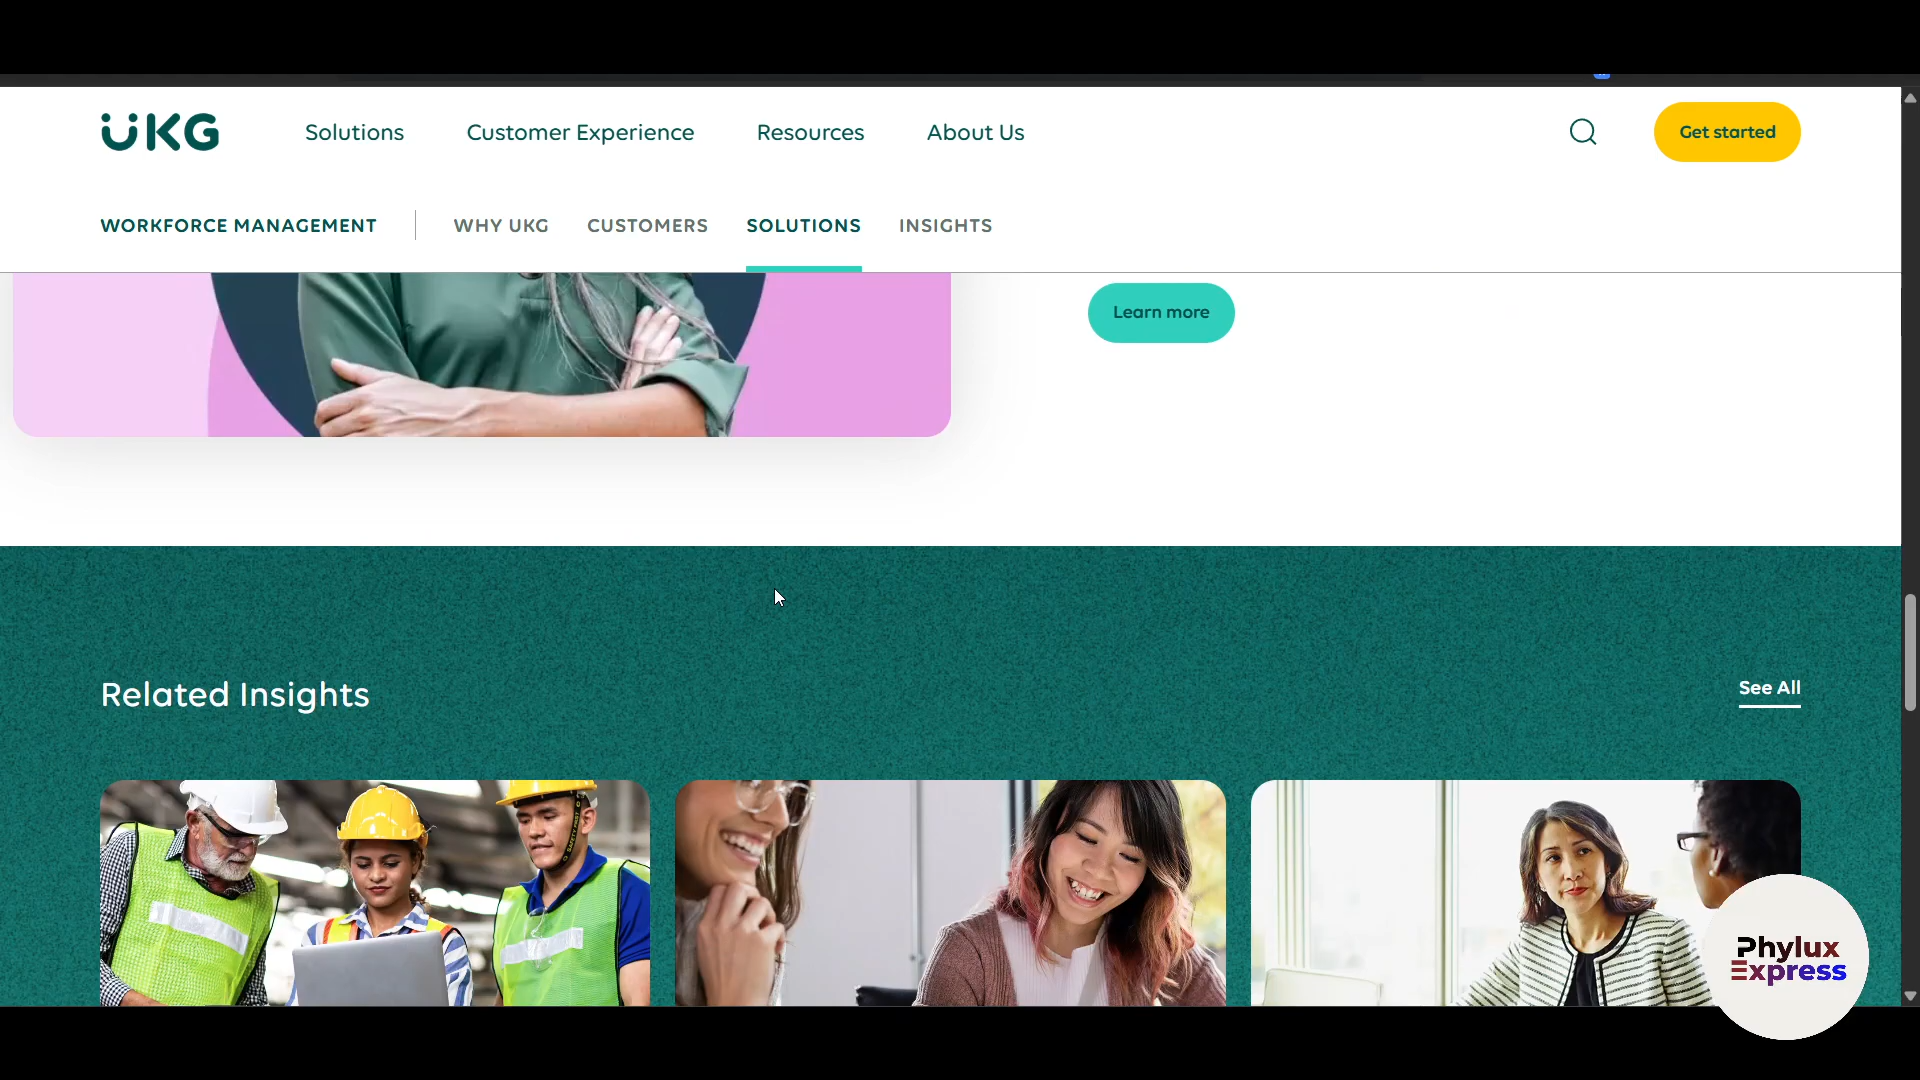 UKG
Solutions
Customer Experience
Resources
About Us
Get started
WORKFORCE MANAGEMENT
WHY UKG
CUSTOMERS
SOLUTIONS
INSIGHTS
Learn more
Related Insights
See All
Phylux
Express